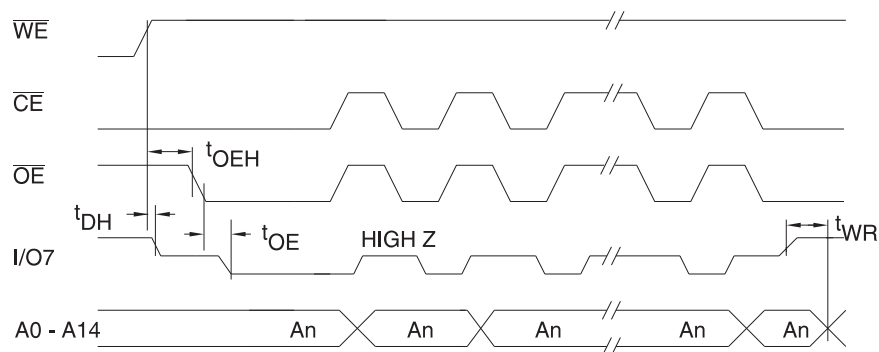 WE
CE
OE
tOEH
tDH
tOE
HIGH Z
tWR
I/O7
A0 - A14
An
An
An
An
An